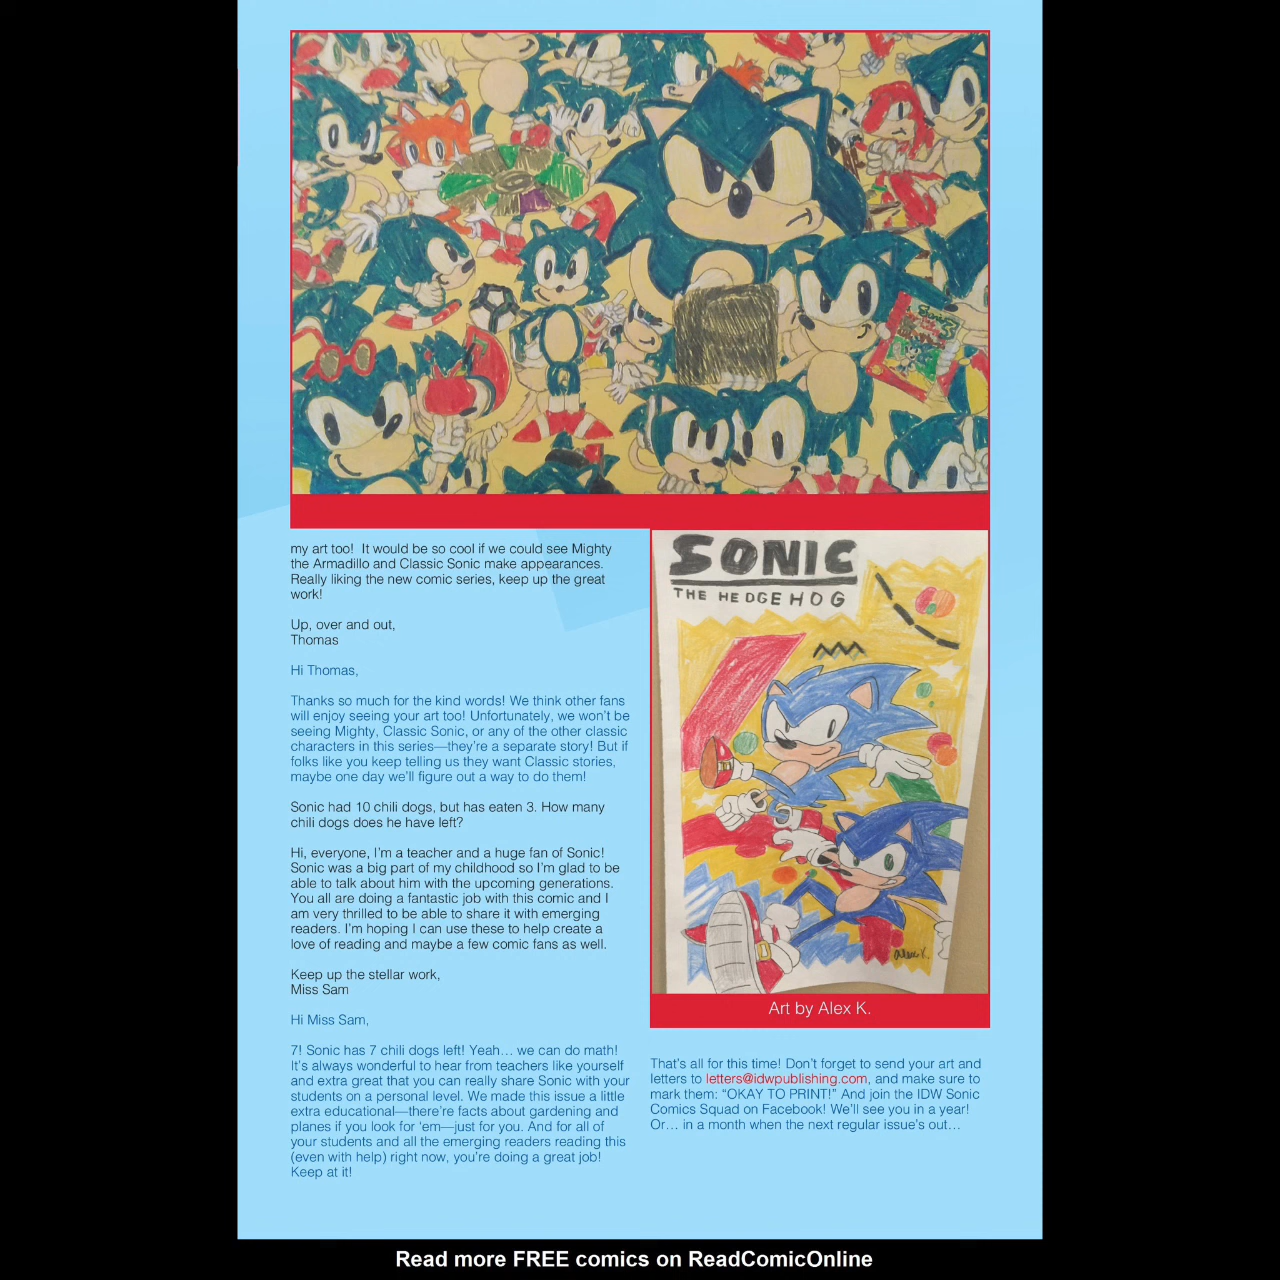 my art too!  It would be so cool if we could see Mighty
the Armadillo and Classic Sonic make appearances.
Really liking the new comic series, keep up the great
work!
Up, over and out,
Thomas
Hi Thomas,
Thanks so much for the kind words! We think other fans
will enjoy seeing your art too! Unfortunately, we won't be
seeing Mighty, Classic Sonic, or any of the other classic
characters in this series—they're a separate story! But if
folks like you keep telling us they want Classic stories,
maybe one day we'll figure out a way to do them!
Sonic had 10 chili dogs, but has eaten 3. How many
chili dogs does he have left?
Hi, everyone, I'm a teacher and a huge fan of Sonic!
Sonic was a big part of my childhood so I'm glad to be
able to talk about him with the upcoming generations.
You all are doing a fantastic job with this comic and I
am very thrilled to be able to share it with emerging
readers. I'm hoping I can use these to help create a
love of reading and maybe a few comic fans as well.
Keep up the stellar work,
Miss Sam
Hi Miss Sam,
7! Sonic has 7 chili dogs left! Yeah… we can do math!
It's always wonderful to hear from teachers like yourself
and extra great that you can really share Sonic with your
students on a personal level. We made this issue a little
extra educational—there're facts about gardening and
planes if you look for 'em—just for you. And for all of
your students and all the emerging readers reading this
(even with help) right now, you're doing a great job!
Keep at it!
SONIC
THE HEDGEHOG
Alex K.
Art by Alex K.
That's all for this time! Don't forget to send your art and
letters to letters@idwpublishing.com, and make sure to
mark them: "OKAY TO PRINT!" And join the IDW Sonic
Comics Squad on Facebook! We'll see you in a year!
Or… in a month when the next regular issue's out…
Read more FREE comics on ReadComicOnline